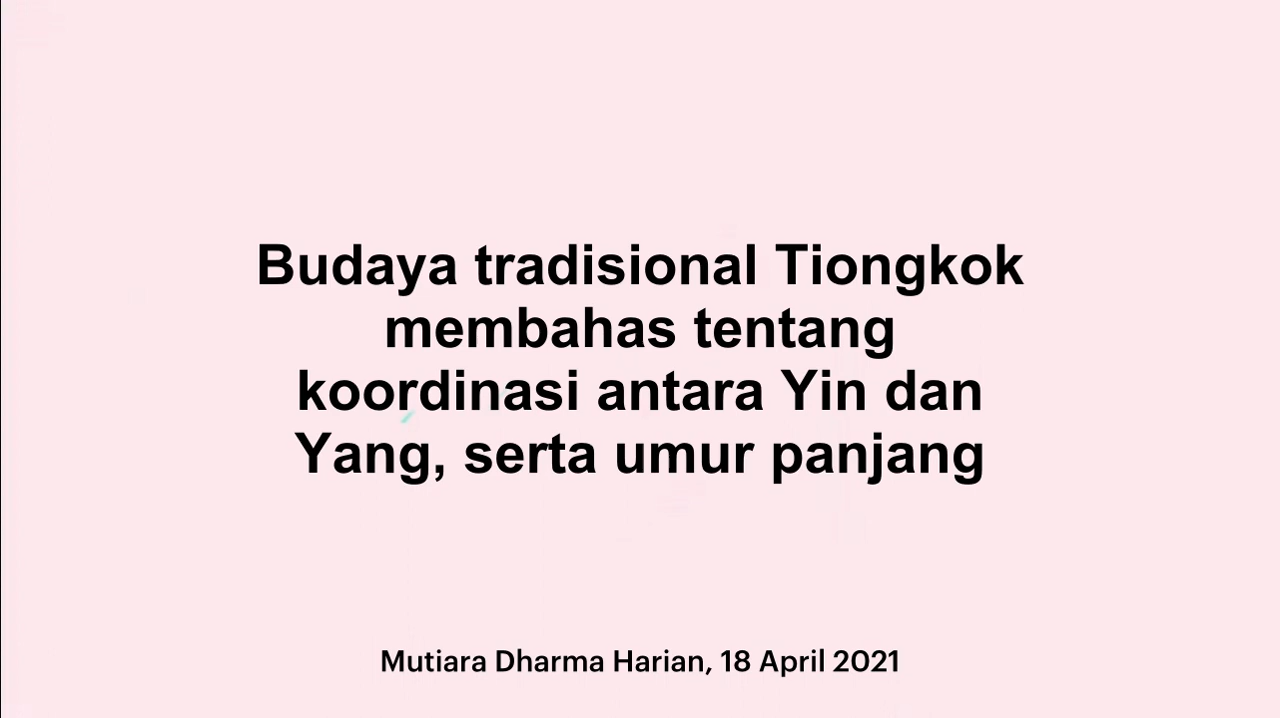 Budaya tradisional Tiongkok
membahas tentang
koordinasi antara Yin dan
Yang, serta umur panjang
Mutiara Dharma Harian, 18 April 2021